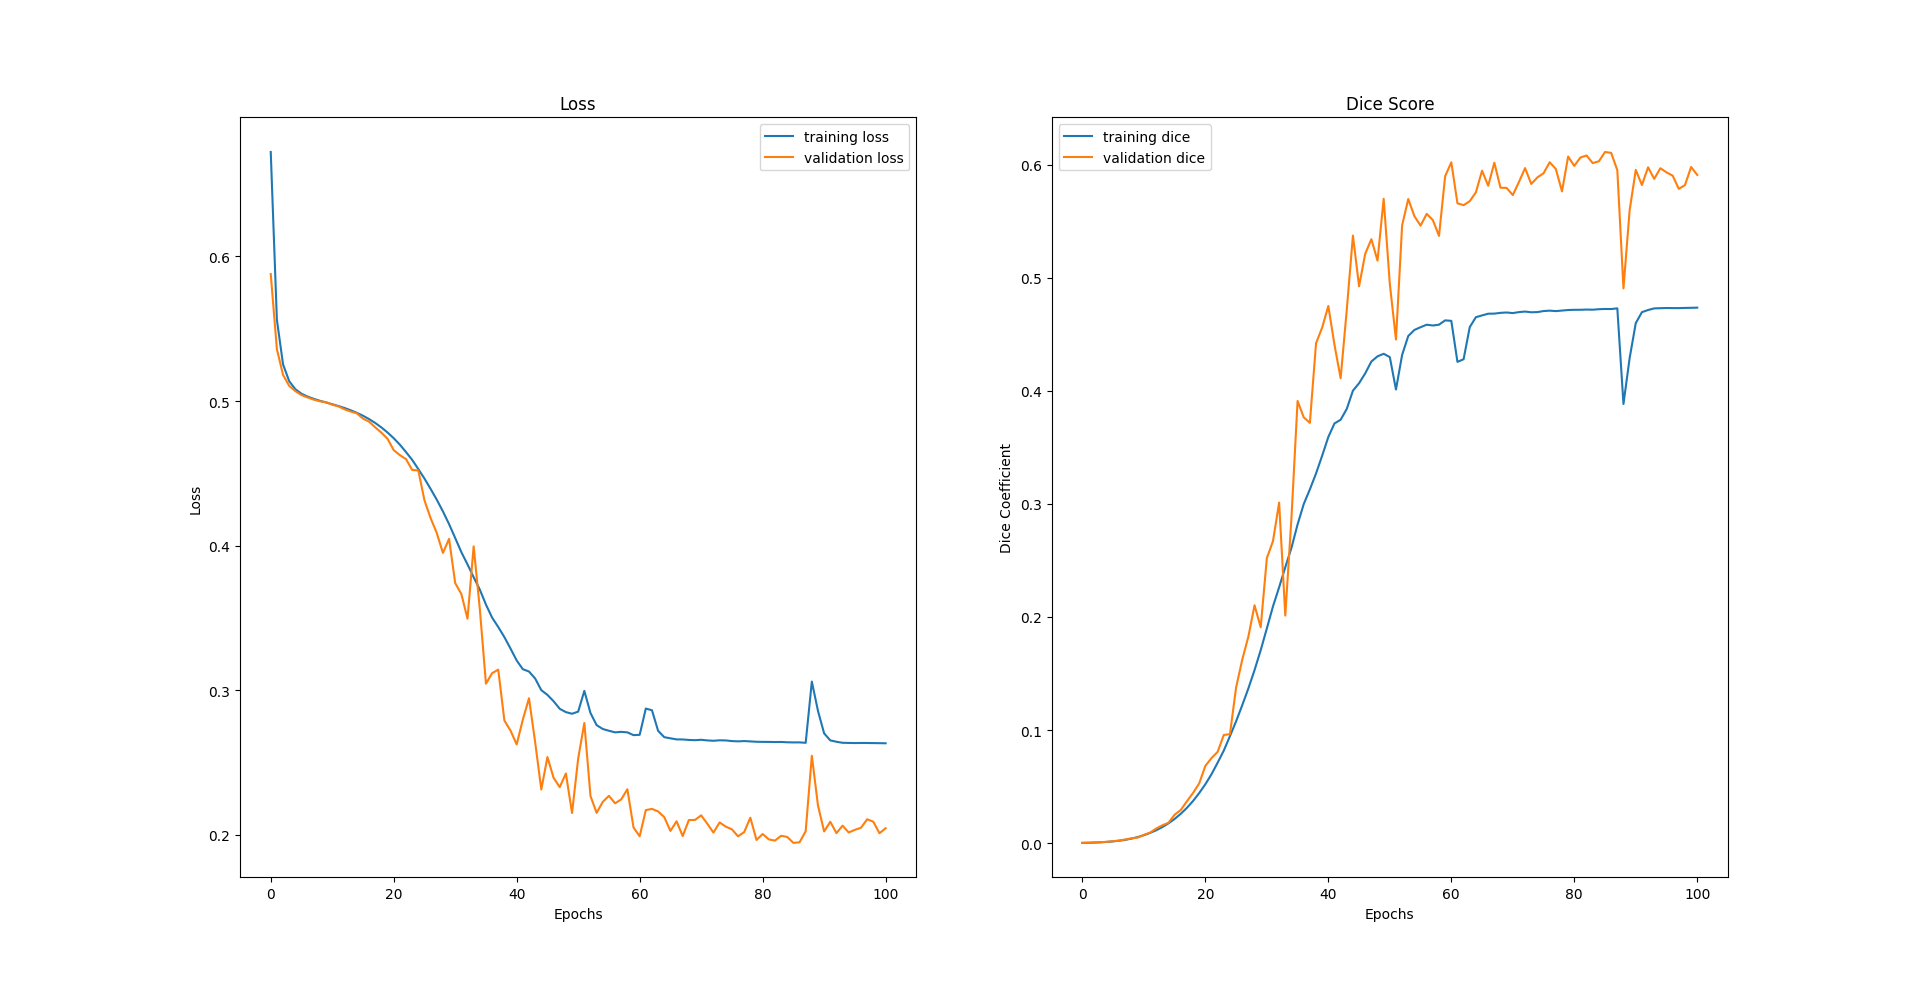 Loss
training loss
validation loss
0.6
0.5
0.4
0.3
0.2
Loss
0 20 40 60 80 100
Epochs
Dice Score
training dice
validation dice
0.6
0.5
0.4
0.3
0.2
0.1
0.0
Dice Coefficient
0 20 40 60 80 100
Epochs